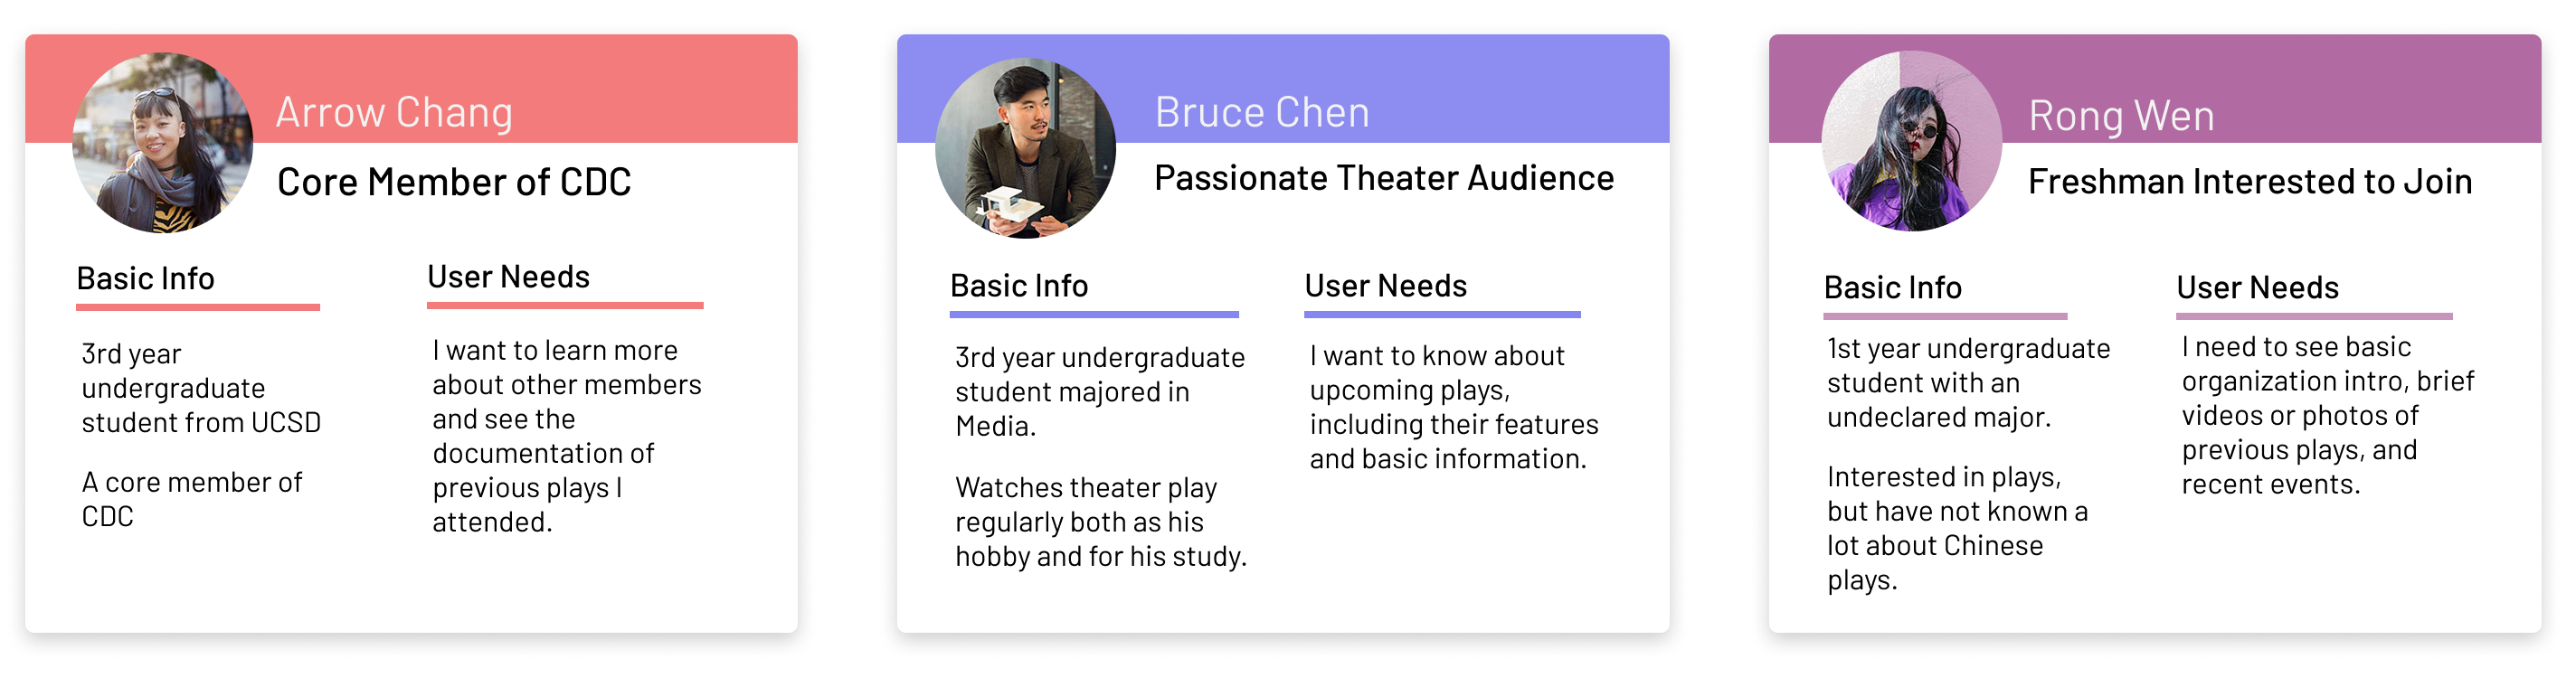 Arrow Chang
Core Member of CDC
Basic Info
3rd year
undergraduate
student from UCSD
A core member of
CDC
User Needs
I want to learn more
about other members
and see the
documentation of
previous plays I
attended.
Bruce Chen
Passionate Theater Audience
Basic Info
3rd year undergraduate
student majored in
Media.
Watches theater play
regularly both as his
hobby and for his study.
User Needs
I want to know about
upcoming plays,
including their features
and basic information.
Rong Wen
Freshman Interested to Join
Basic Info
1st year undergraduate
student with an
undeclared major.
Interested in plays,
but have not known a
lot about Chinese
plays.
User Needs
I need to see basic
organization intro, brief
videos or photos of
previous plays, and
recent events.